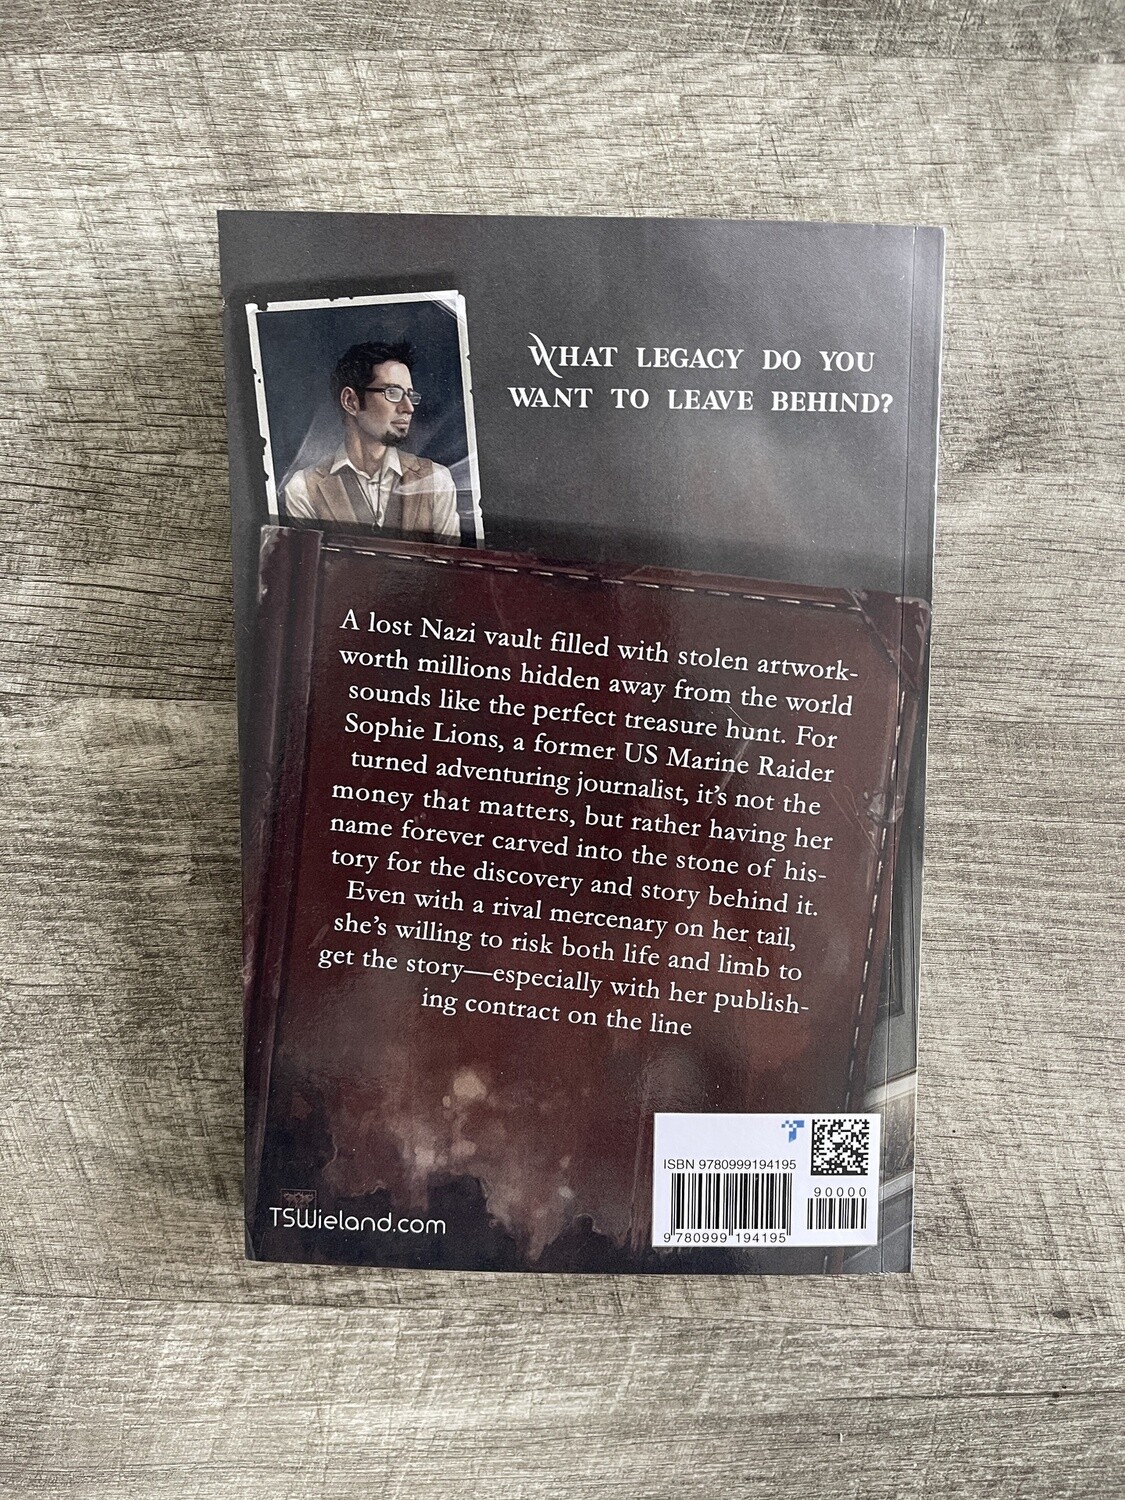 WHAT LEGACY DO YOU
WANT TO LEAVE BEHIND?
A lost Nazi vault filled with stolen artwork-
worth millions hidden away from the world
sounds like the perfect treasure hunt. For
Sophie Lions, a former US Marine Raider
turned adventuring journalist, it’s not the
money that matters, but rather having her
name forever carved into the stone of his-
tory for the discovery and story behind it.
Even with a rival mercenary on her tail,
she’s willing to risk both life and limb to
get the story—especially with her publish-
ing contract on the line
TSWieland.com
ISBN 9780999194195
90000
9 780999 194195